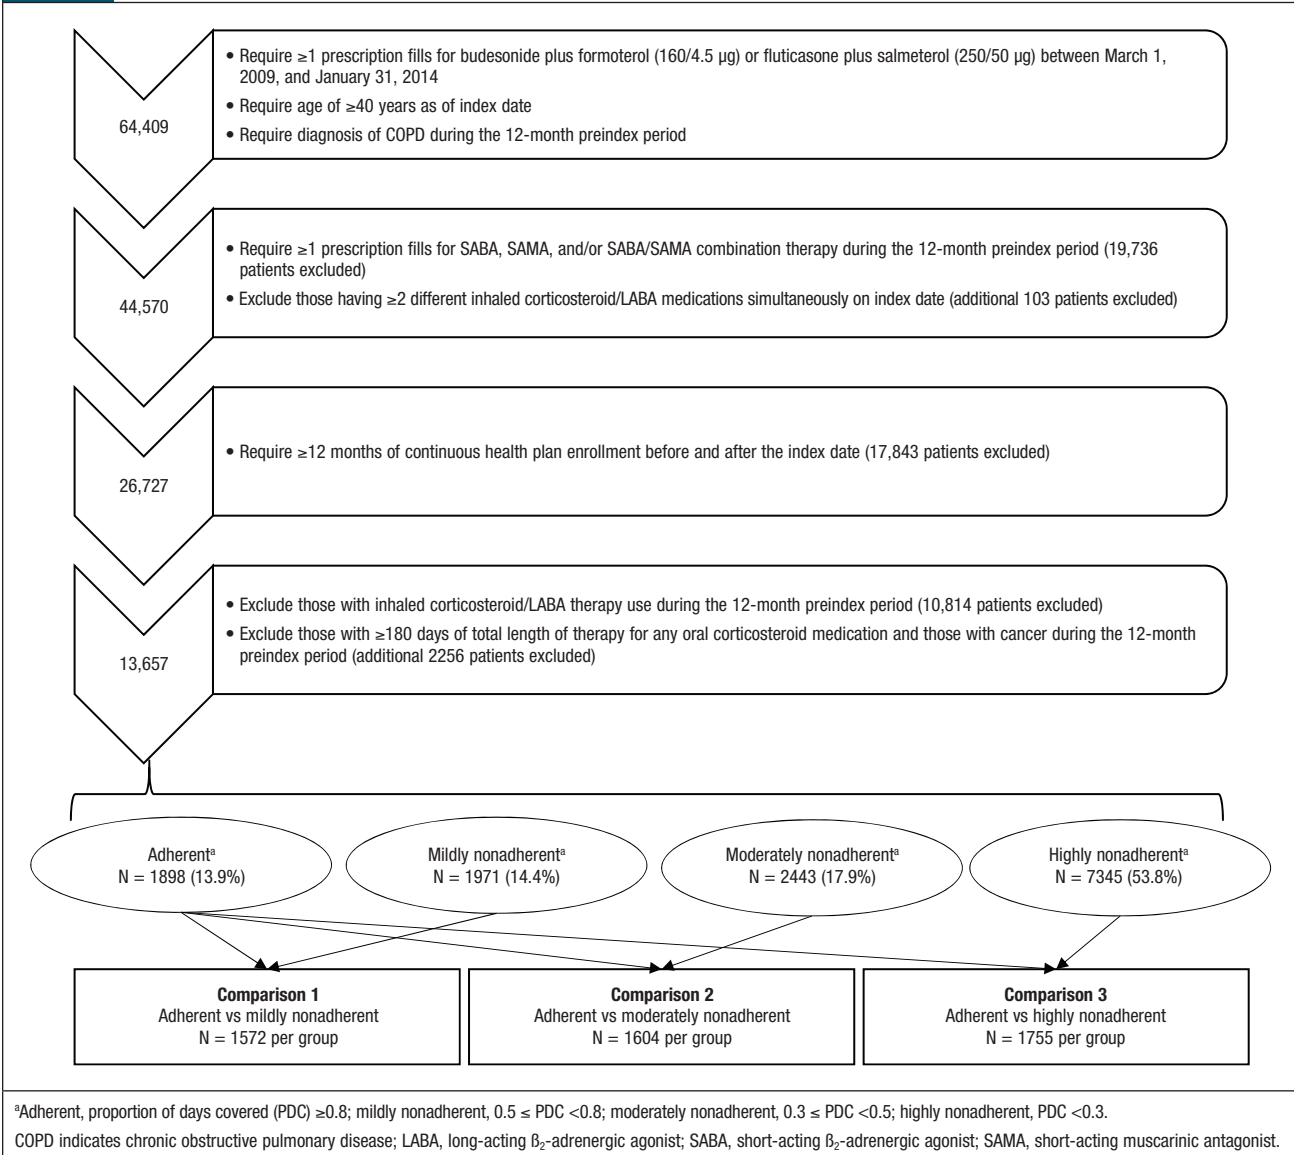 64,409
• Require ≥1 prescription fills for budesonide plus formoterol (160/4.5 μg) or fluticasone plus salmeterol (250/50 μg) between March 1,
2009, and January 31, 2014
• Require age of ≥40 years as of index date
• Require diagnosis of COPD during the 12-month preindex period
44,570
• Require ≥1 prescription fills for SABA, SAMA, and/or SABA/SAMA combination therapy during the 12-month preindex period (19,736
patients excluded)
• Exclude those having ≥2 different inhaled corticosteroid/LABA medications simultaneously on index date (additional 103 patients excluded)
26,727
• Require ≥12 months of continuous health plan enrollment before and after the index date (17,843 patients excluded)
13,657
• Exclude those with inhaled corticosteroid/LABA therapy use during the 12-month preindex period (10,814 patients excluded)
• Exclude those with ≥180 days of total length of therapy for any oral corticosteroid medication and those with cancer during the 12-month
preindex period (additional 2256 patients excluded)
Adherentᵃ
N = 1898 (13.9%)
Mildly nonadherentᵃ
N = 1971 (14.4%)
Moderately nonadherentᵃ
N = 2443 (17.9%)
Highly nonadherentᵃ
N = 7345 (53.8%)
Comparison 1
Adherent vs mildly nonadherent
N = 1572 per group
Comparison 2
Adherent vs moderately nonadherent
N = 1604 per group
Comparison 3
Adherent vs highly nonadherent
N = 1755 per group
ᵃAdherent, proportion of days covered (PDC) ≥0.8; mildly nonadherent, 0.5 ≤ PDC <0.8; moderately nonadherent, 0.3 ≤ PDC <0.5; highly nonadherent, PDC <0.3.
COPD indicates chronic obstructive pulmonary disease; LABA, long-acting ß₂-adrenergic agonist; SABA, short-acting ß₂-adrenergic agonist; SAMA, short-acting muscarinic antagonist.